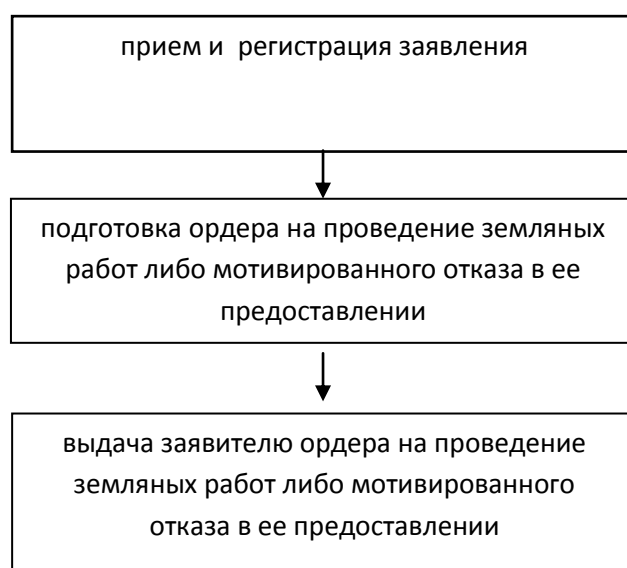 прием и  регистрация заявления
подготовка ордера на проведение земляных
работ либо мотивированного отказа в ее
предоставлении
выдача заявителю ордера на проведение
земляных работ либо мотивированного
отказа в ее предоставлении